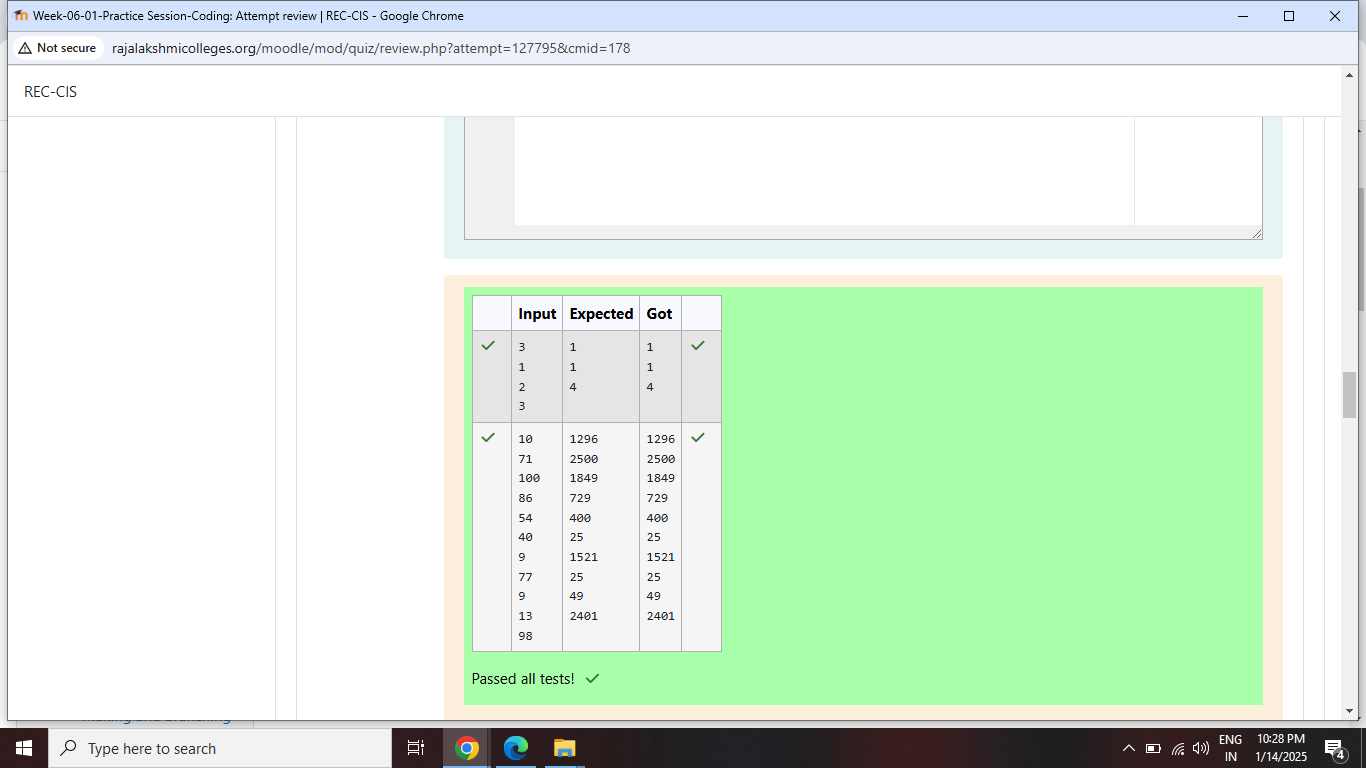 Week-06-01-Practice Session-Coding: Attempt review | REC-CIS - Google Chrome
Not secure rajalakshmicolleges.org/moodle/mod/quiz/review.php?attempt=127795&cmid=178
REC-CIS
Input Expected Got
3 1 1
1 1 1
2 4 4
3
10 1296 1296
71 2500 2500
100 1849 1849
86 729 729
54 400 400
40 25 25
9 1521 1521
77 25 25
9 49 49
13 2401 2401
98
Passed all tests!
Type here to search
ENG
IN
10:28 PM
1/14/2025
4